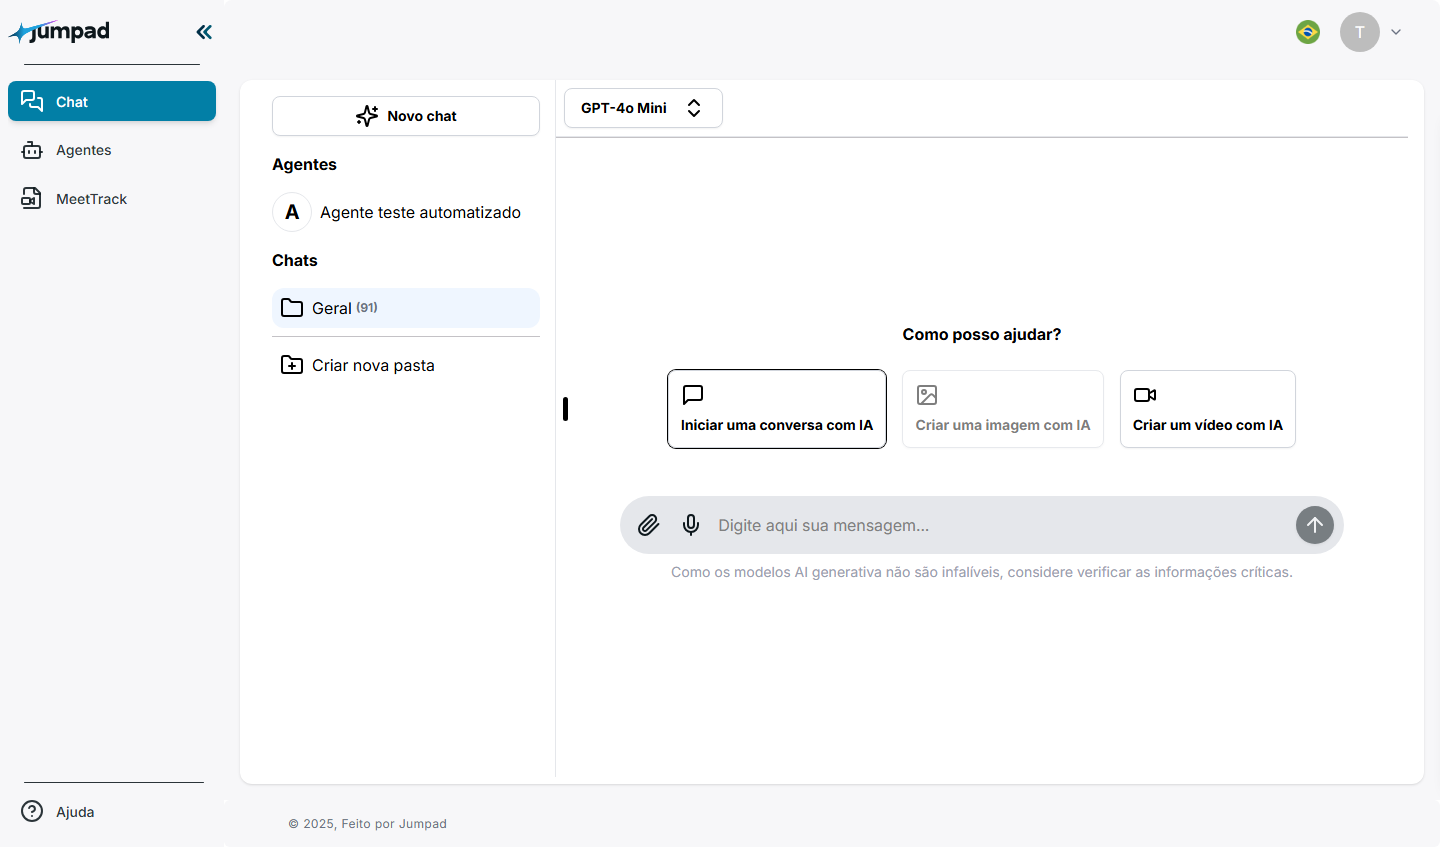 jumpad
T
Chat
Agentes
MeetTrack
Ajuda
Novo chat
Agentes
A
Agente teste automatizado
Chats
Geral (91)
Criar nova pasta
GPT-4o Mini
Como posso ajudar?
Iniciar uma conversa com IA
Criar uma imagem com IA
Criar um vídeo com IA
Digite aqui sua mensagem...
Como os modelos AI generativa não são infalíveis, considere verificar as informações críticas.
© 2025, Feito por Jumpad